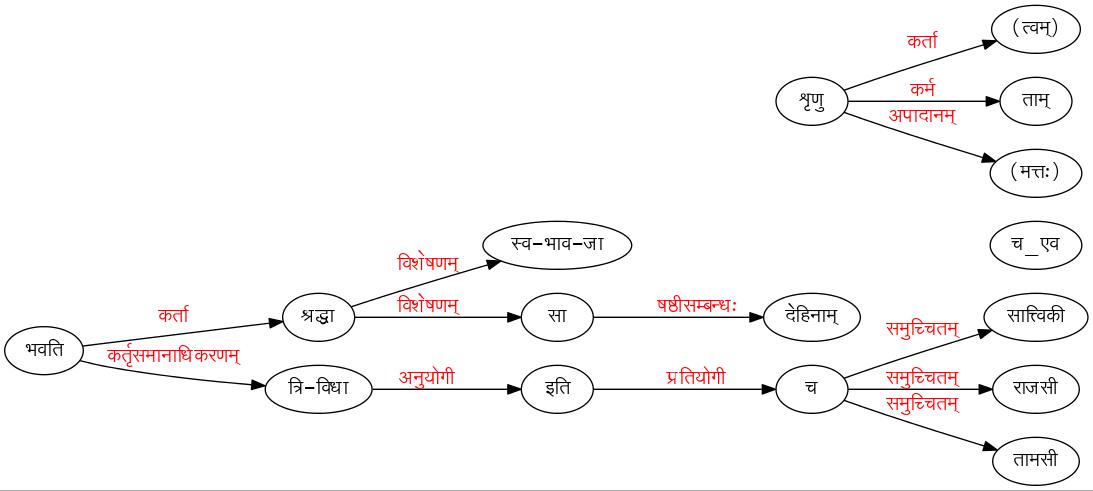 (त्वम्)
कर्ता
शृणु
कर्म
ताम्
अपादानम्
(मत्तः)
स्व-भाव-जा
च_एव
विशेषणम्
कर्ता
श्रद्धा
विशेषणम्
सा
षष्ठीसम्बन्धः
देहिनाम्
समुच्चितम्
सात्त्विकी
भवति
कर्तृसमानाधिकरणम्
त्रि-विधा
अनुयोगी
इति
प्रतियोगी
च
समुच्चितम्
राजसी
समुच्चितम्
तामसी